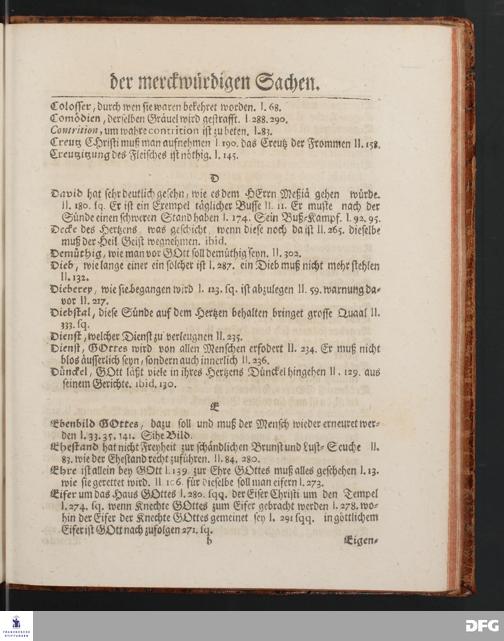 der merckwürdigen Sachen.
Colosser, durch wen sie waren bekehret worden. I. 68.
Comödien, derselben Gräuel wird gestrafft. I 288. 290.
Contrition, um wahre contrition ist zu beten. I. 83.
Creutz Christi muß man aufnehmen I 190. das Creutz der Frommen II. 158.
Creutzitzung des Fleisches ist nöthig. I. 145.
D
David hat sehr deutlich gesehn, wie es dem HErrn Meßiä gehen würde.
II. 180. sq. Er ist ein Exempel täglicher Busse II. 11. Er muste nach der
Sünde einen schweren Stand haben I. 174. Sein Buß-Kampf. I. 92. 95.
Decke des Hertzens, was geschicht, wenn diese noch da ist II. 265. dieselbe
muß der Heil. Geist wegnehmen. ibid.
Demüthig, wie man vor GOtt soll demüthig seyn. II. 302.
Dieb, wie lange einer ein solcher ist I. 287. ein Dieb muß nicht mehr stehlen
II. 132.
Dieberey, wie sie begangen wird I. 123. sq. ist abzulegen II. 59. warnung da-
vor II. 217.
Diebstal, diese Sünde auf dem Hertzen behalten bringet grosse Quaal II.
333. sq.
Dienst, welcher Dienst zu verleugnen II. 235.
Dienst, GOttes wird von allen Menschen erfodert II. 234. Er muß nicht
blos äusserlich seyn, sondern auch innerlich II. 236.
Dünckel, GOtt läßt viele in ihres Hertzens Dünckel hingehen II. 129. aus
seinem Gerichte. ibid. 130.
E
Ebenbild GOttes, dazu soll und muß der Mensch wieder erneuret wer-
den I. 33. 35. 141. Sihe Bild.
Ehestand hat nicht Freyheit zur schändlichen Brunst und Lust-Seuche II.
83. wie der Ehestand recht zuführen. II. 84. 280.
Ehre ist allein bey GOtt I. 139. zur Ehre GOttes muß alles geschehen I. 13.
wie sie gerettet wird. II 106. für dieselbe soll man eifern I. 273.
Eifer um das Haus GOttes I. 280. sqq. der Eifer Christi um den Tempel
I. 274. sq. wenn Knechte GOttes zum Eifer gebracht werden I. 278. wo-
hin der Eifer der Knechte GOttes gemeinet sey I. 291 sqq. in göttlichem
Eifer ist GOtt nachzufolgen 271. sq.
b Eigen-
FRANCKESCHE
STIFTUNGEN
DFG